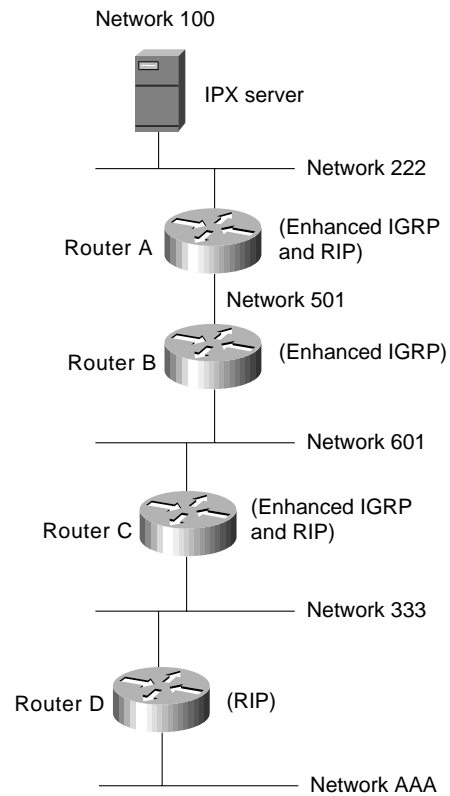 Network 100
IPX server
Network 222
Router A
(Enhanced IGRP
and RIP)
Network 501
Router B
(Enhanced IGRP)
Network 601
Router C
(Enhanced IGRP
and RIP)
Network 333
Router D
(RIP)
Network AAA